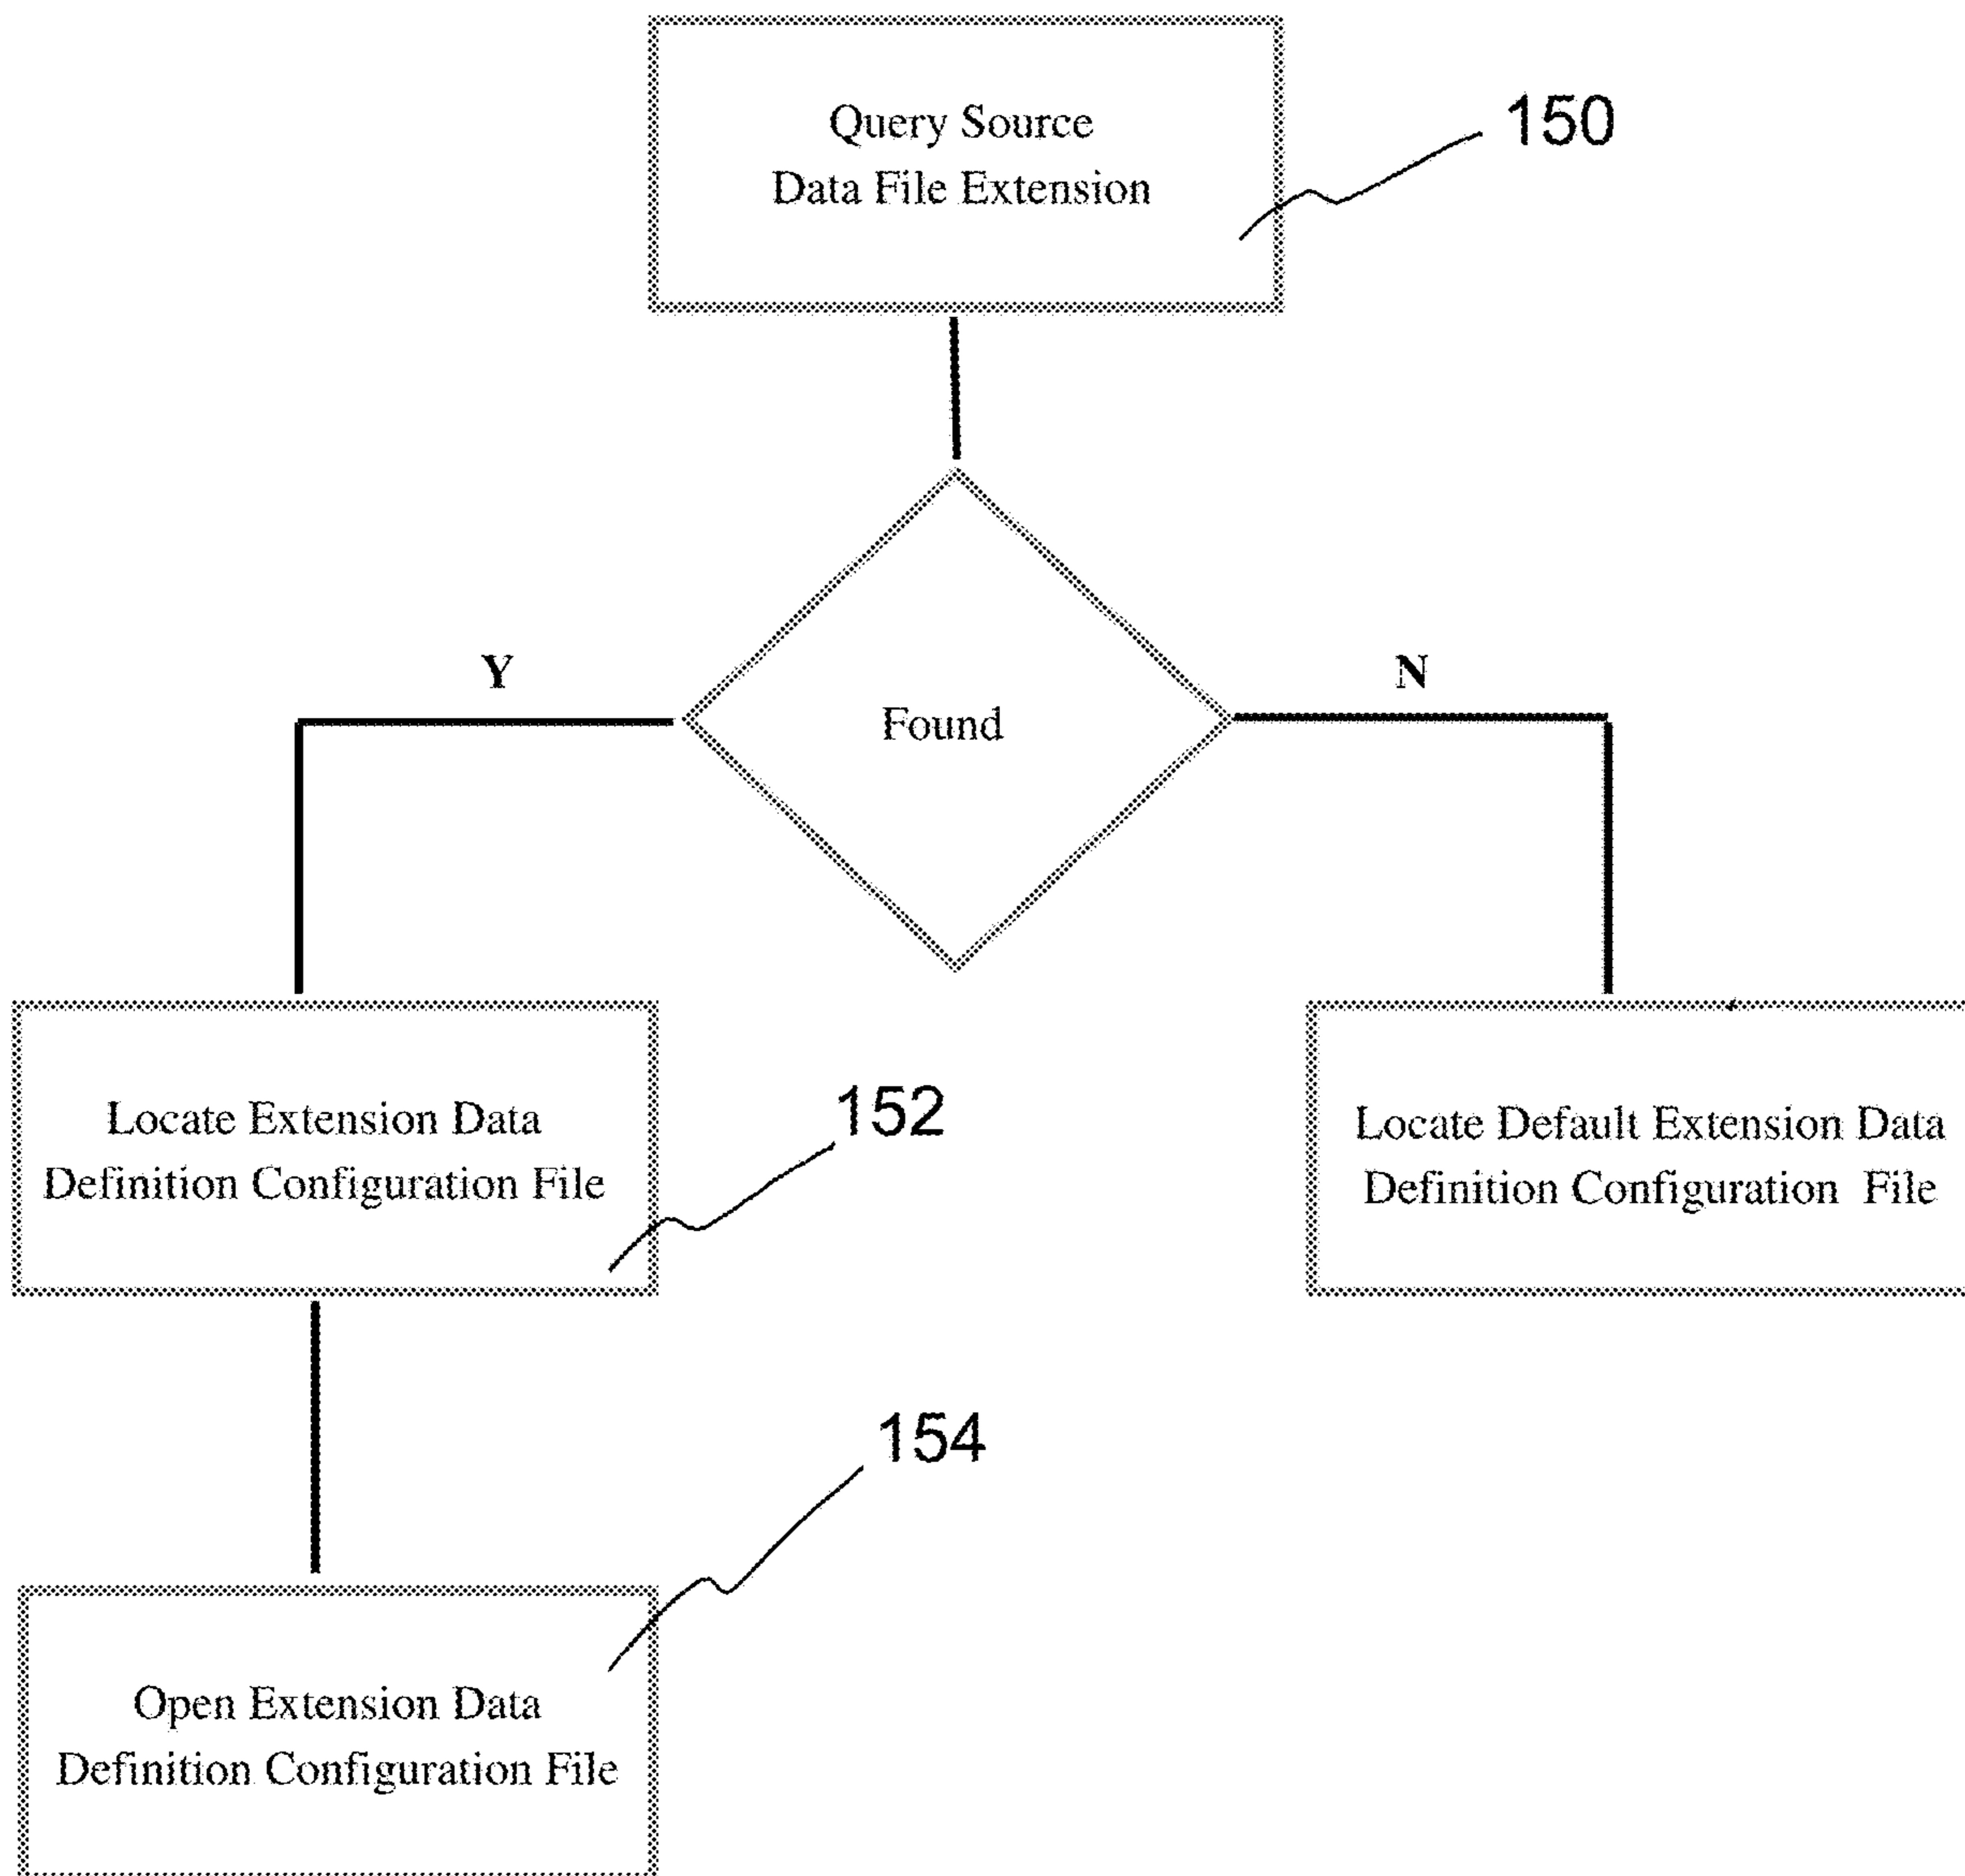 Query Source
Data File Extension
150
Y
N
Found
Locate Extension Data
Definition Configuration File
152
Locate Default Extension Data
Definition Configuration File
154
Open Extension Data
Definition Configuration File